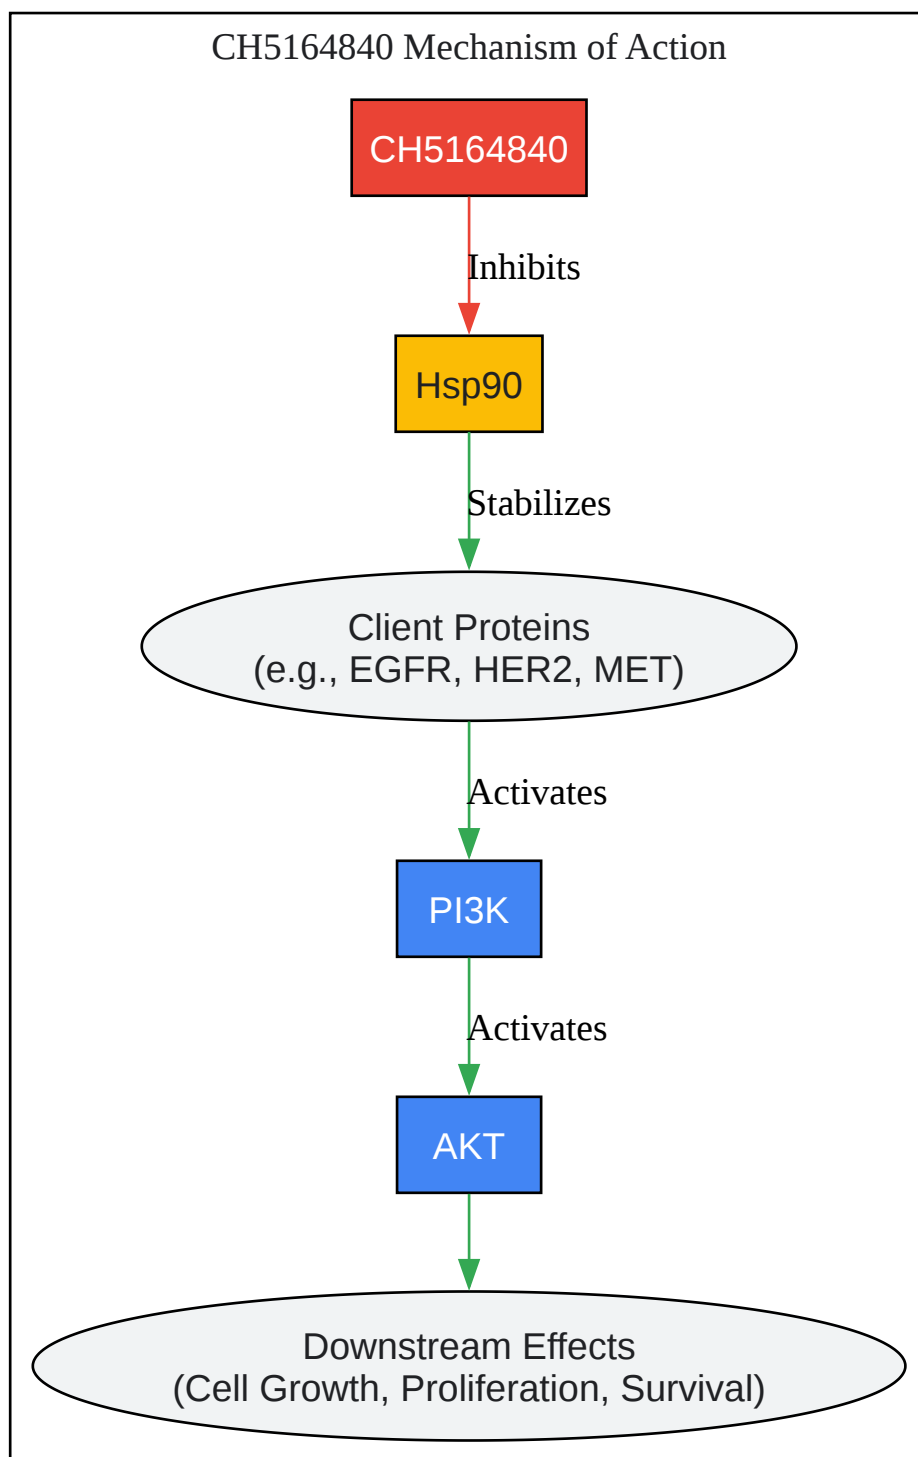 CH5164840 Mechanism of Action
CH5164840
Inhibits
Hsp90
Stabilizes
Client Proteins
(e.g., EGFR, HER2, MET)
Activates
PI3K
Activates
AKT
Downstream Effects
(Cell Growth, Proliferation, Survival)